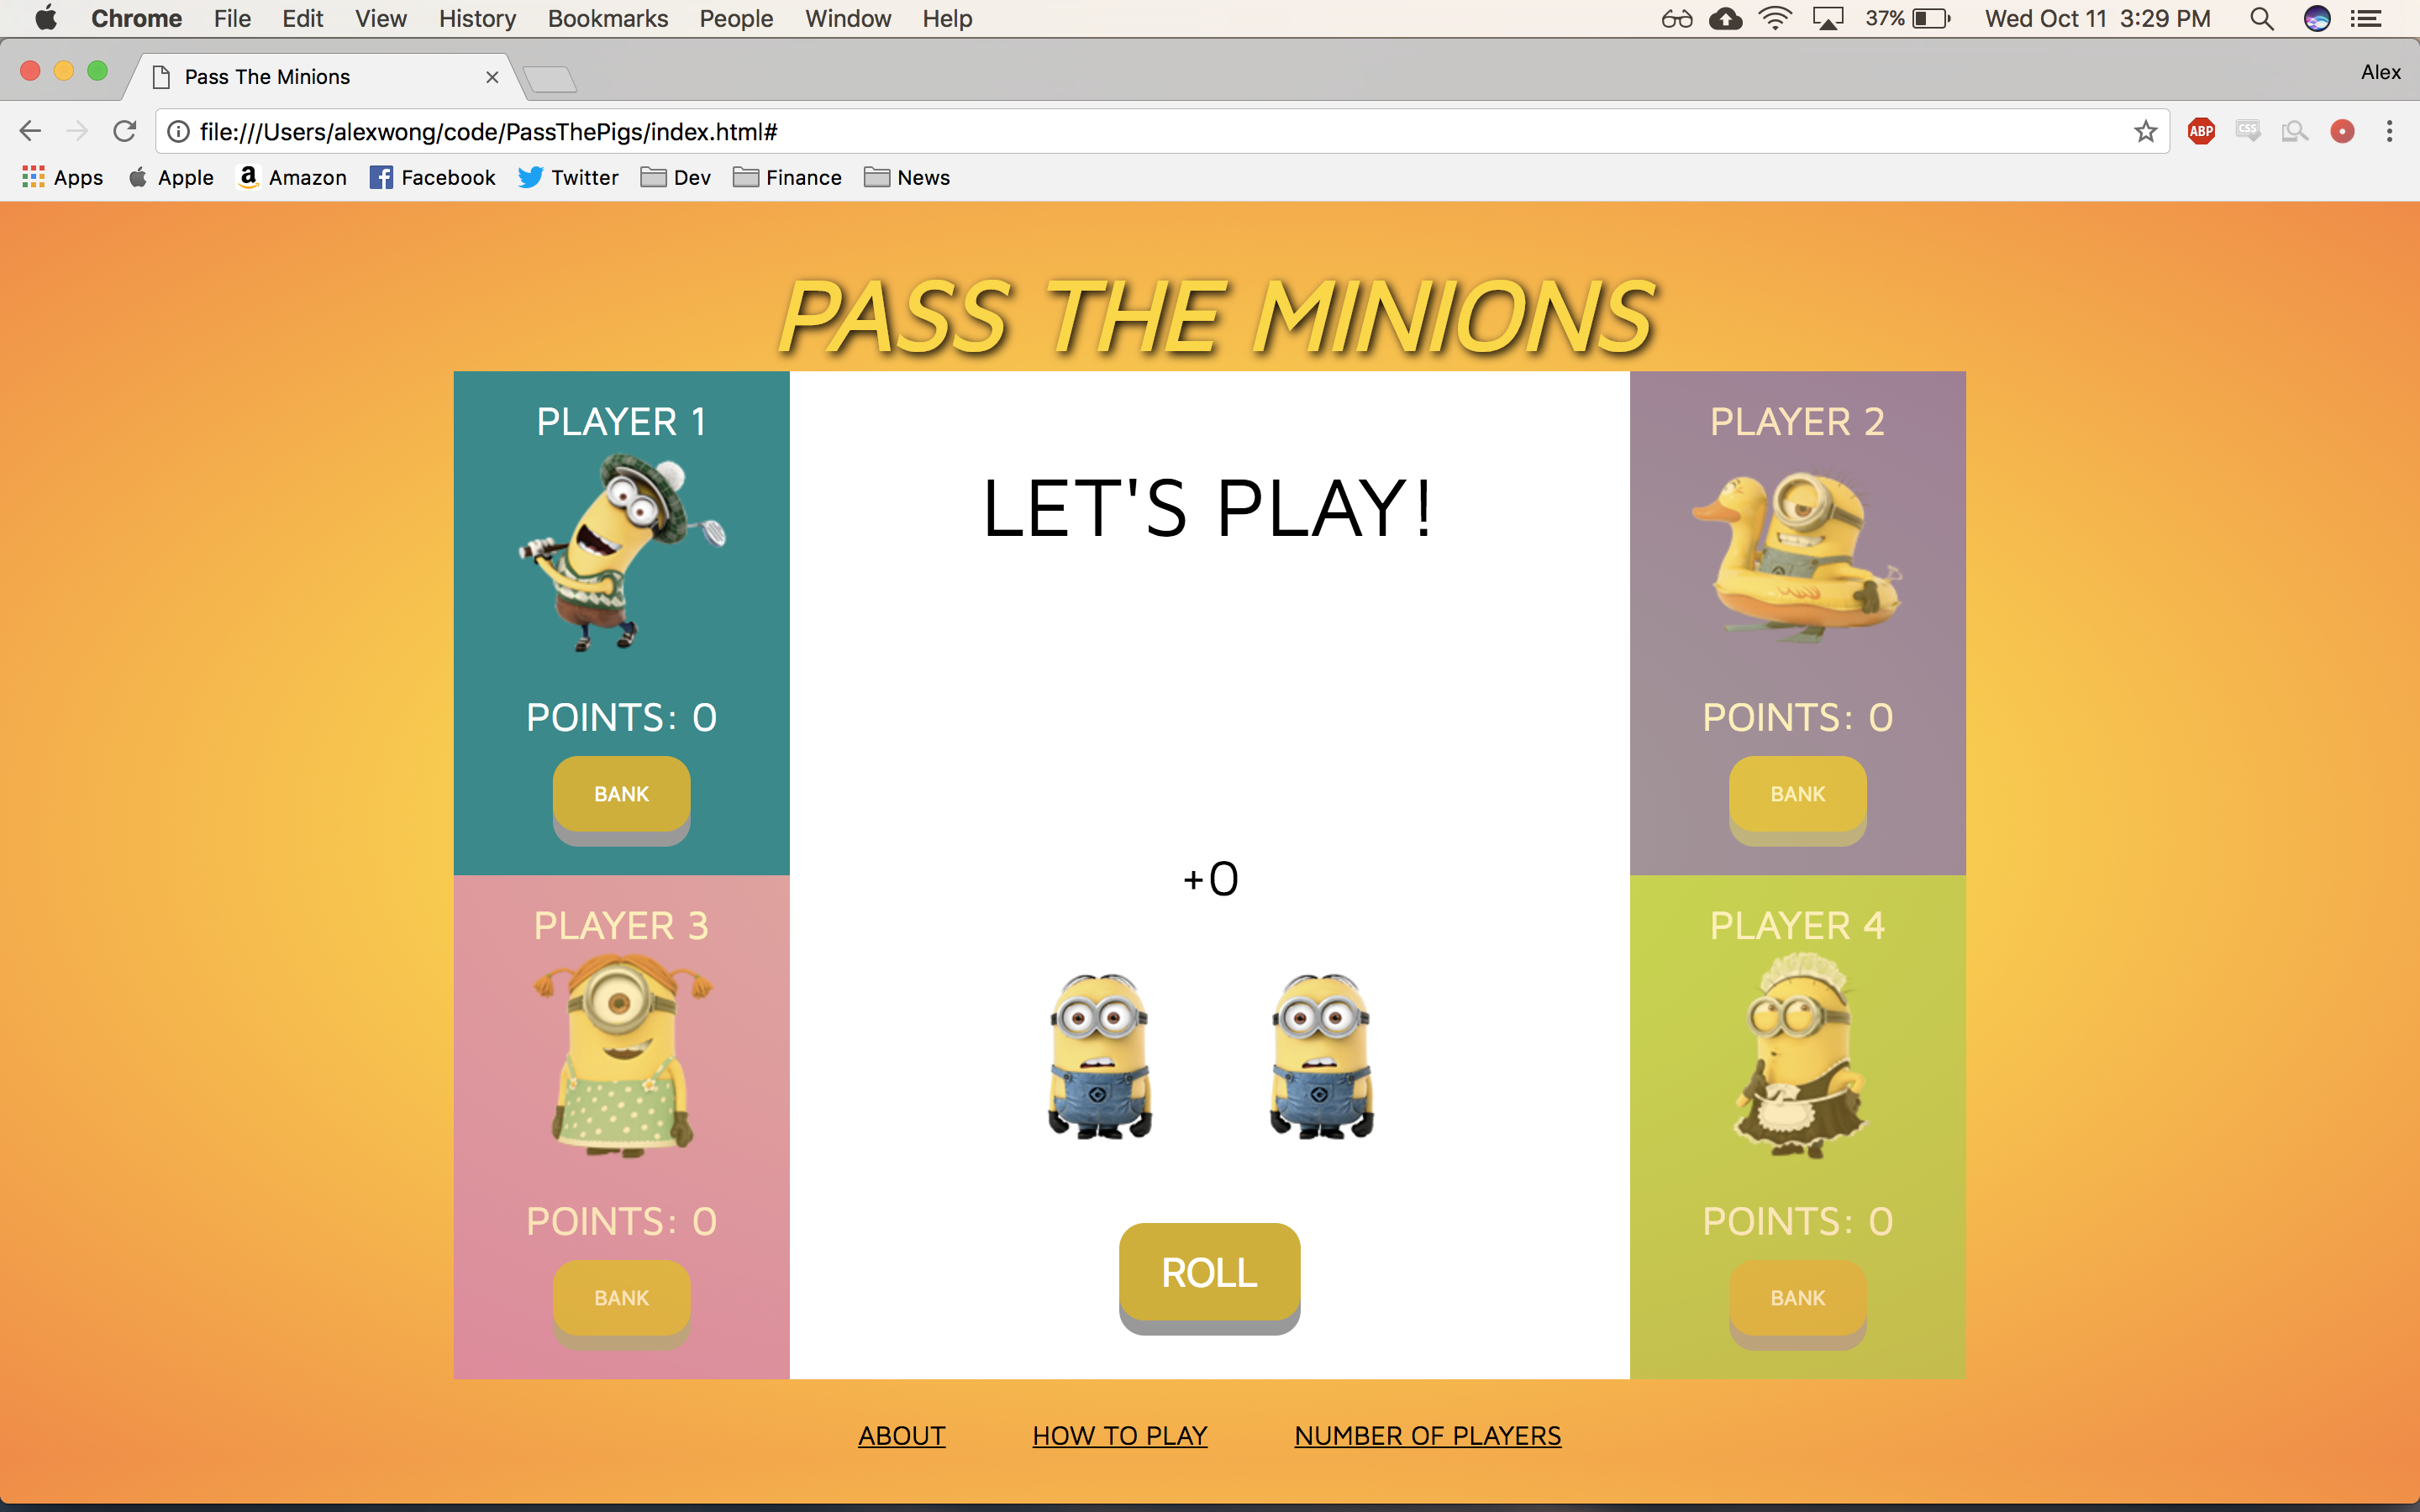 Chrome File Edit View History Bookmarks People Window Help 37% Wed Oct 11 3:29 PM
Pass The Minions Alex
file:///Users/alexwong/code/PassThePigs/index.html# ABP CSS
Apps Apple a Amazon Facebook Twitter Dev Finance News
PASS THE MINIONS
PLAYER 1
POINTS: 0
BANK
LET'S PLAY!
PLAYER 2
POINTS: 0
BANK
+0
PLAYER 3
POINTS: 0
BANK
ROLL
PLAYER 4
POINTS: 0
BANK
ABOUT HOW TO PLAY NUMBER OF PLAYERS